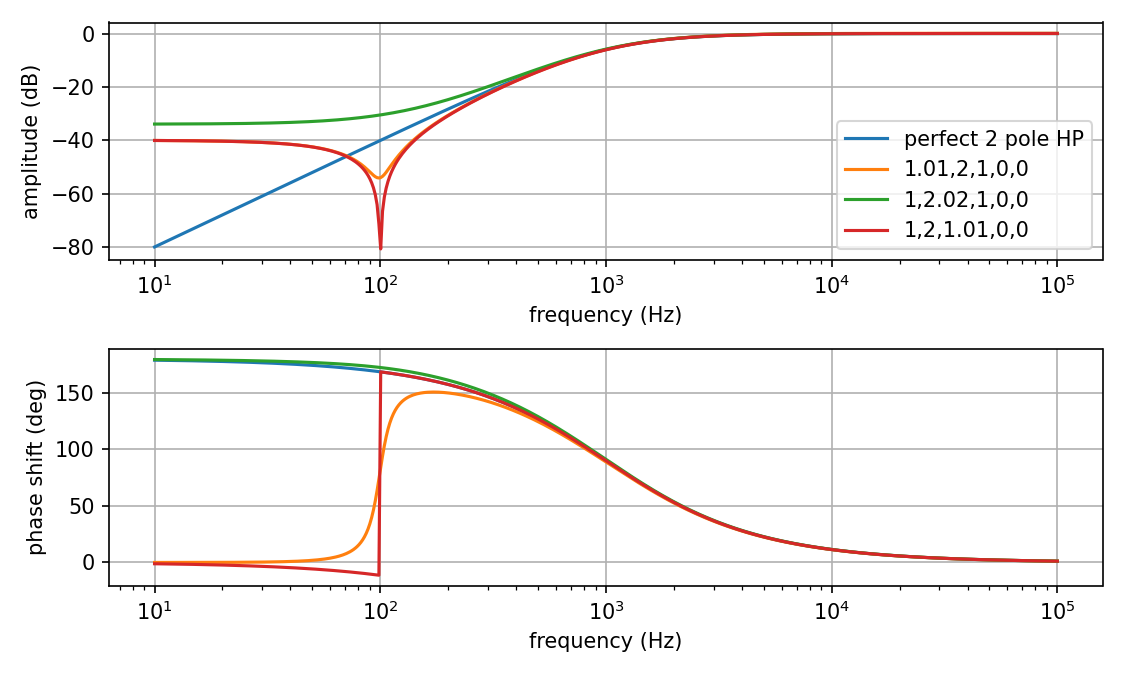 amplitude (dB)
0
−20
−40
−60
−80
perfect 2 pole HP
1.01,2,1,0,0
1,2.02,1,0,0
1,2,1.01,0,0
10¹ 10² 10³ 10⁴ 10⁵
frequency (Hz)
phase shift (deg)
150
100
50
0
10¹ 10² 10³ 10⁴ 10⁵
frequency (Hz)